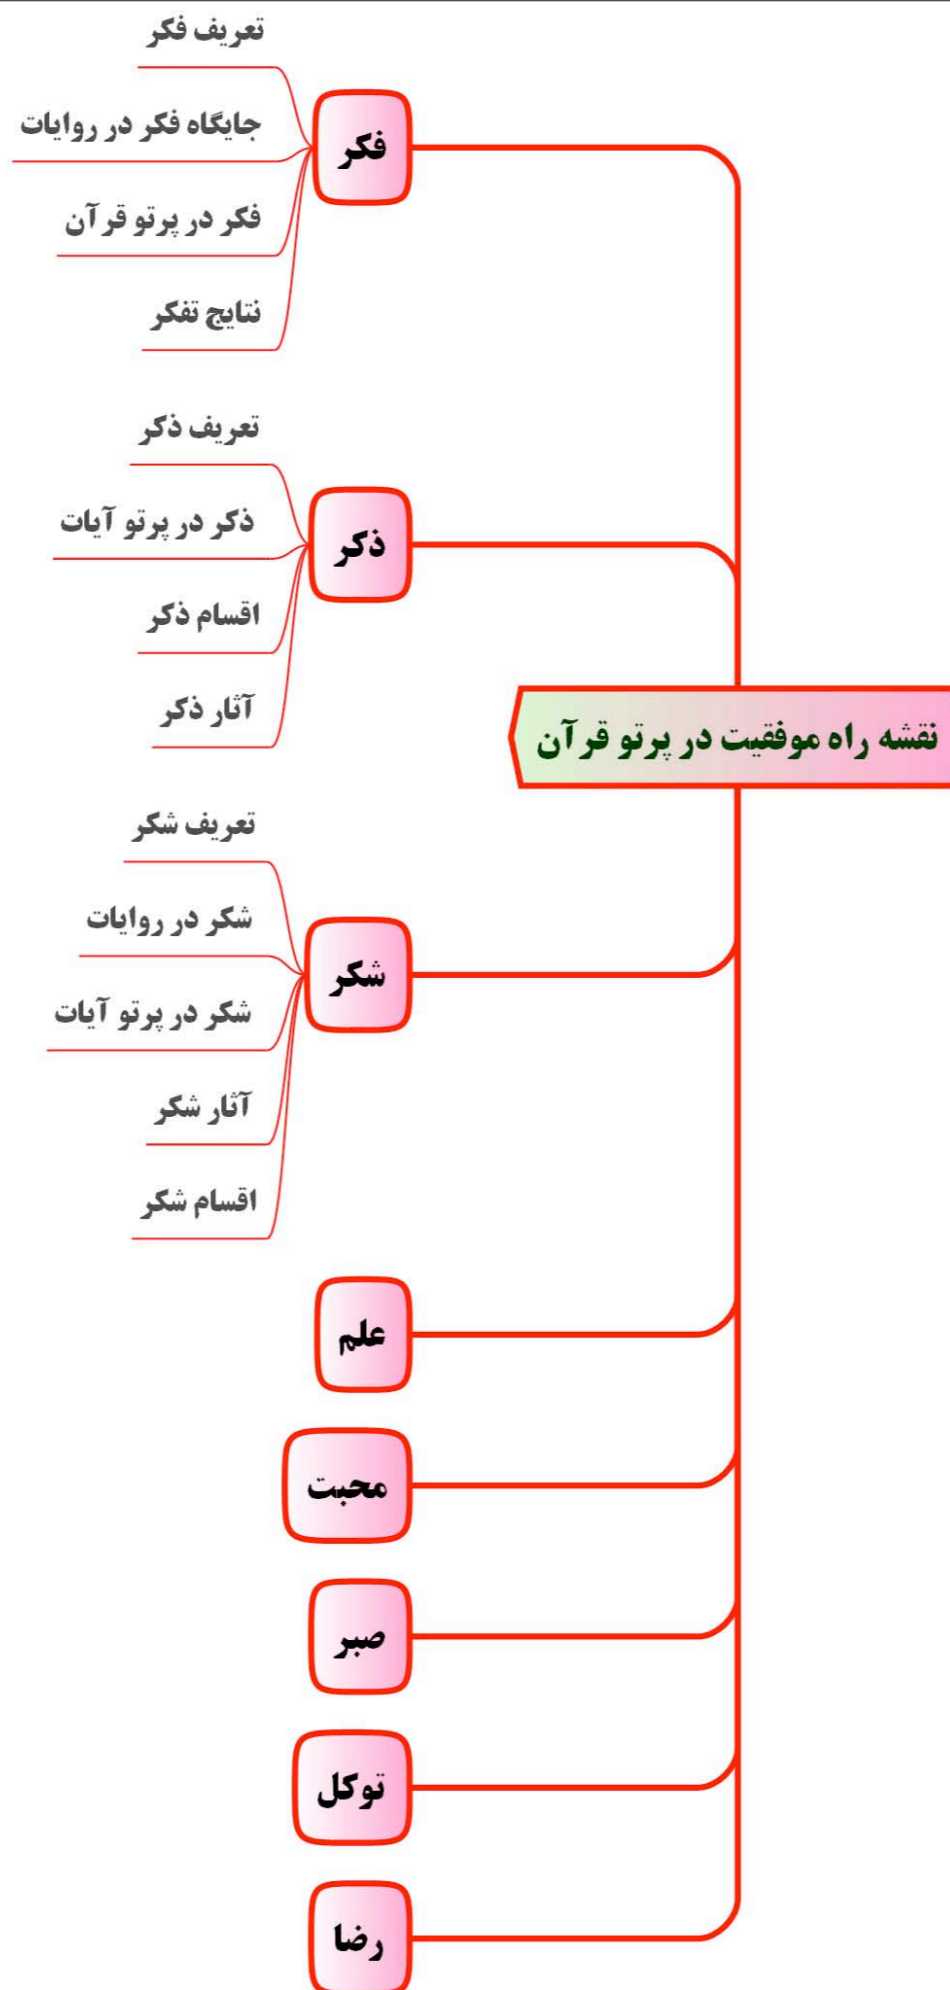 نقشه راه موفقیت در پرتو قرآن
فکر
تعریف فکر
جایگاه فکر در روایات
فکر در پرتو قرآن
نتایج تفکر
ذکر
تعریف ذکر
ذکر در پرتو آیات
اقسام ذکر
آثار ذکر
شکر
تعریف شکر
شکر در روایات
شکر در پرتو آیات
آثار شکر
اقسام شکر
علم
محبت
صبر
توکل
رضا